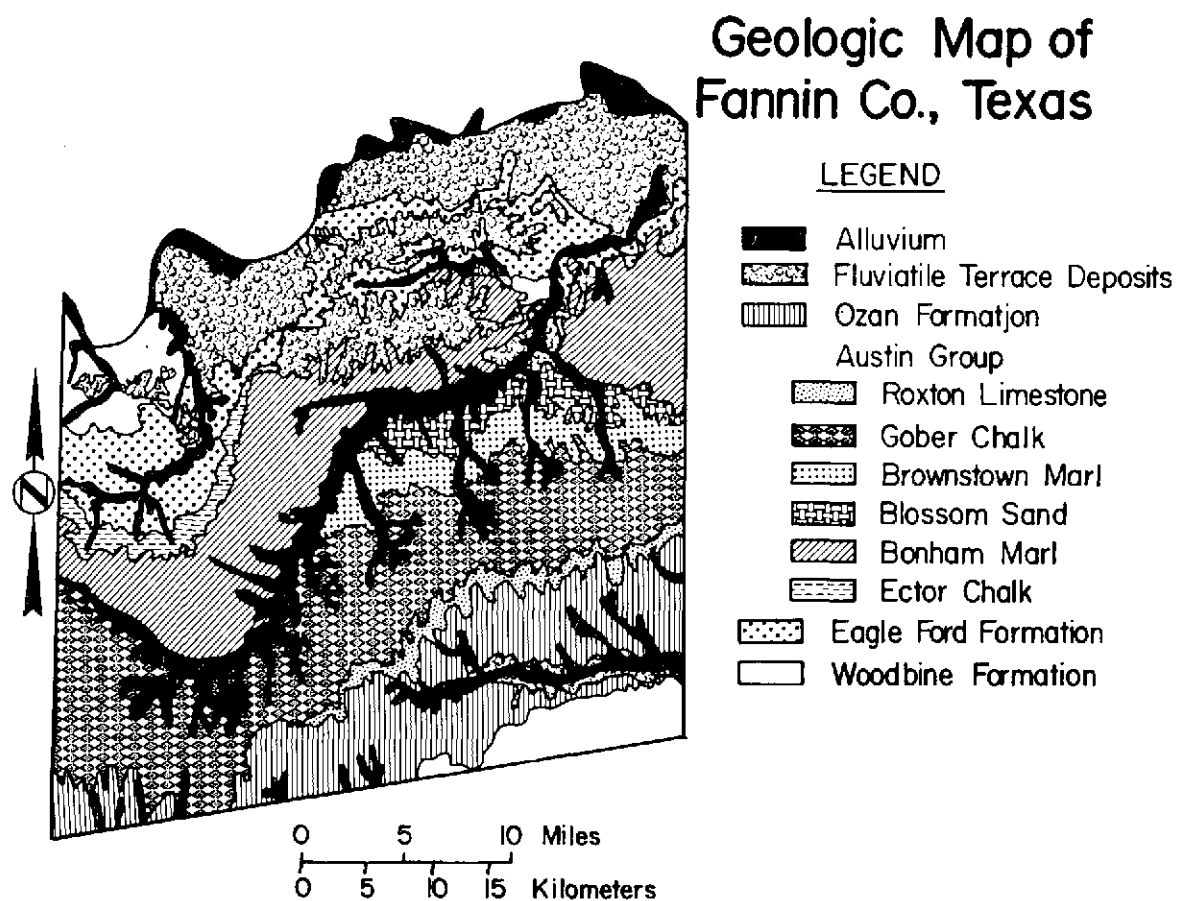 Geologic Map of
Fannin Co., Texas
LEGEND
Alluvium
Fluviatile Terrace Deposits
Ozan Formatjon
Austin Group
Roxton Limestone
Gober Chalk
Brownstown Marl
Blossom Sand
Bonham Marl
Ector Chalk
Eagle Ford Formation
Woodbine Formation
N
0 5 10 Miles
0 5 10 15 Kilometers